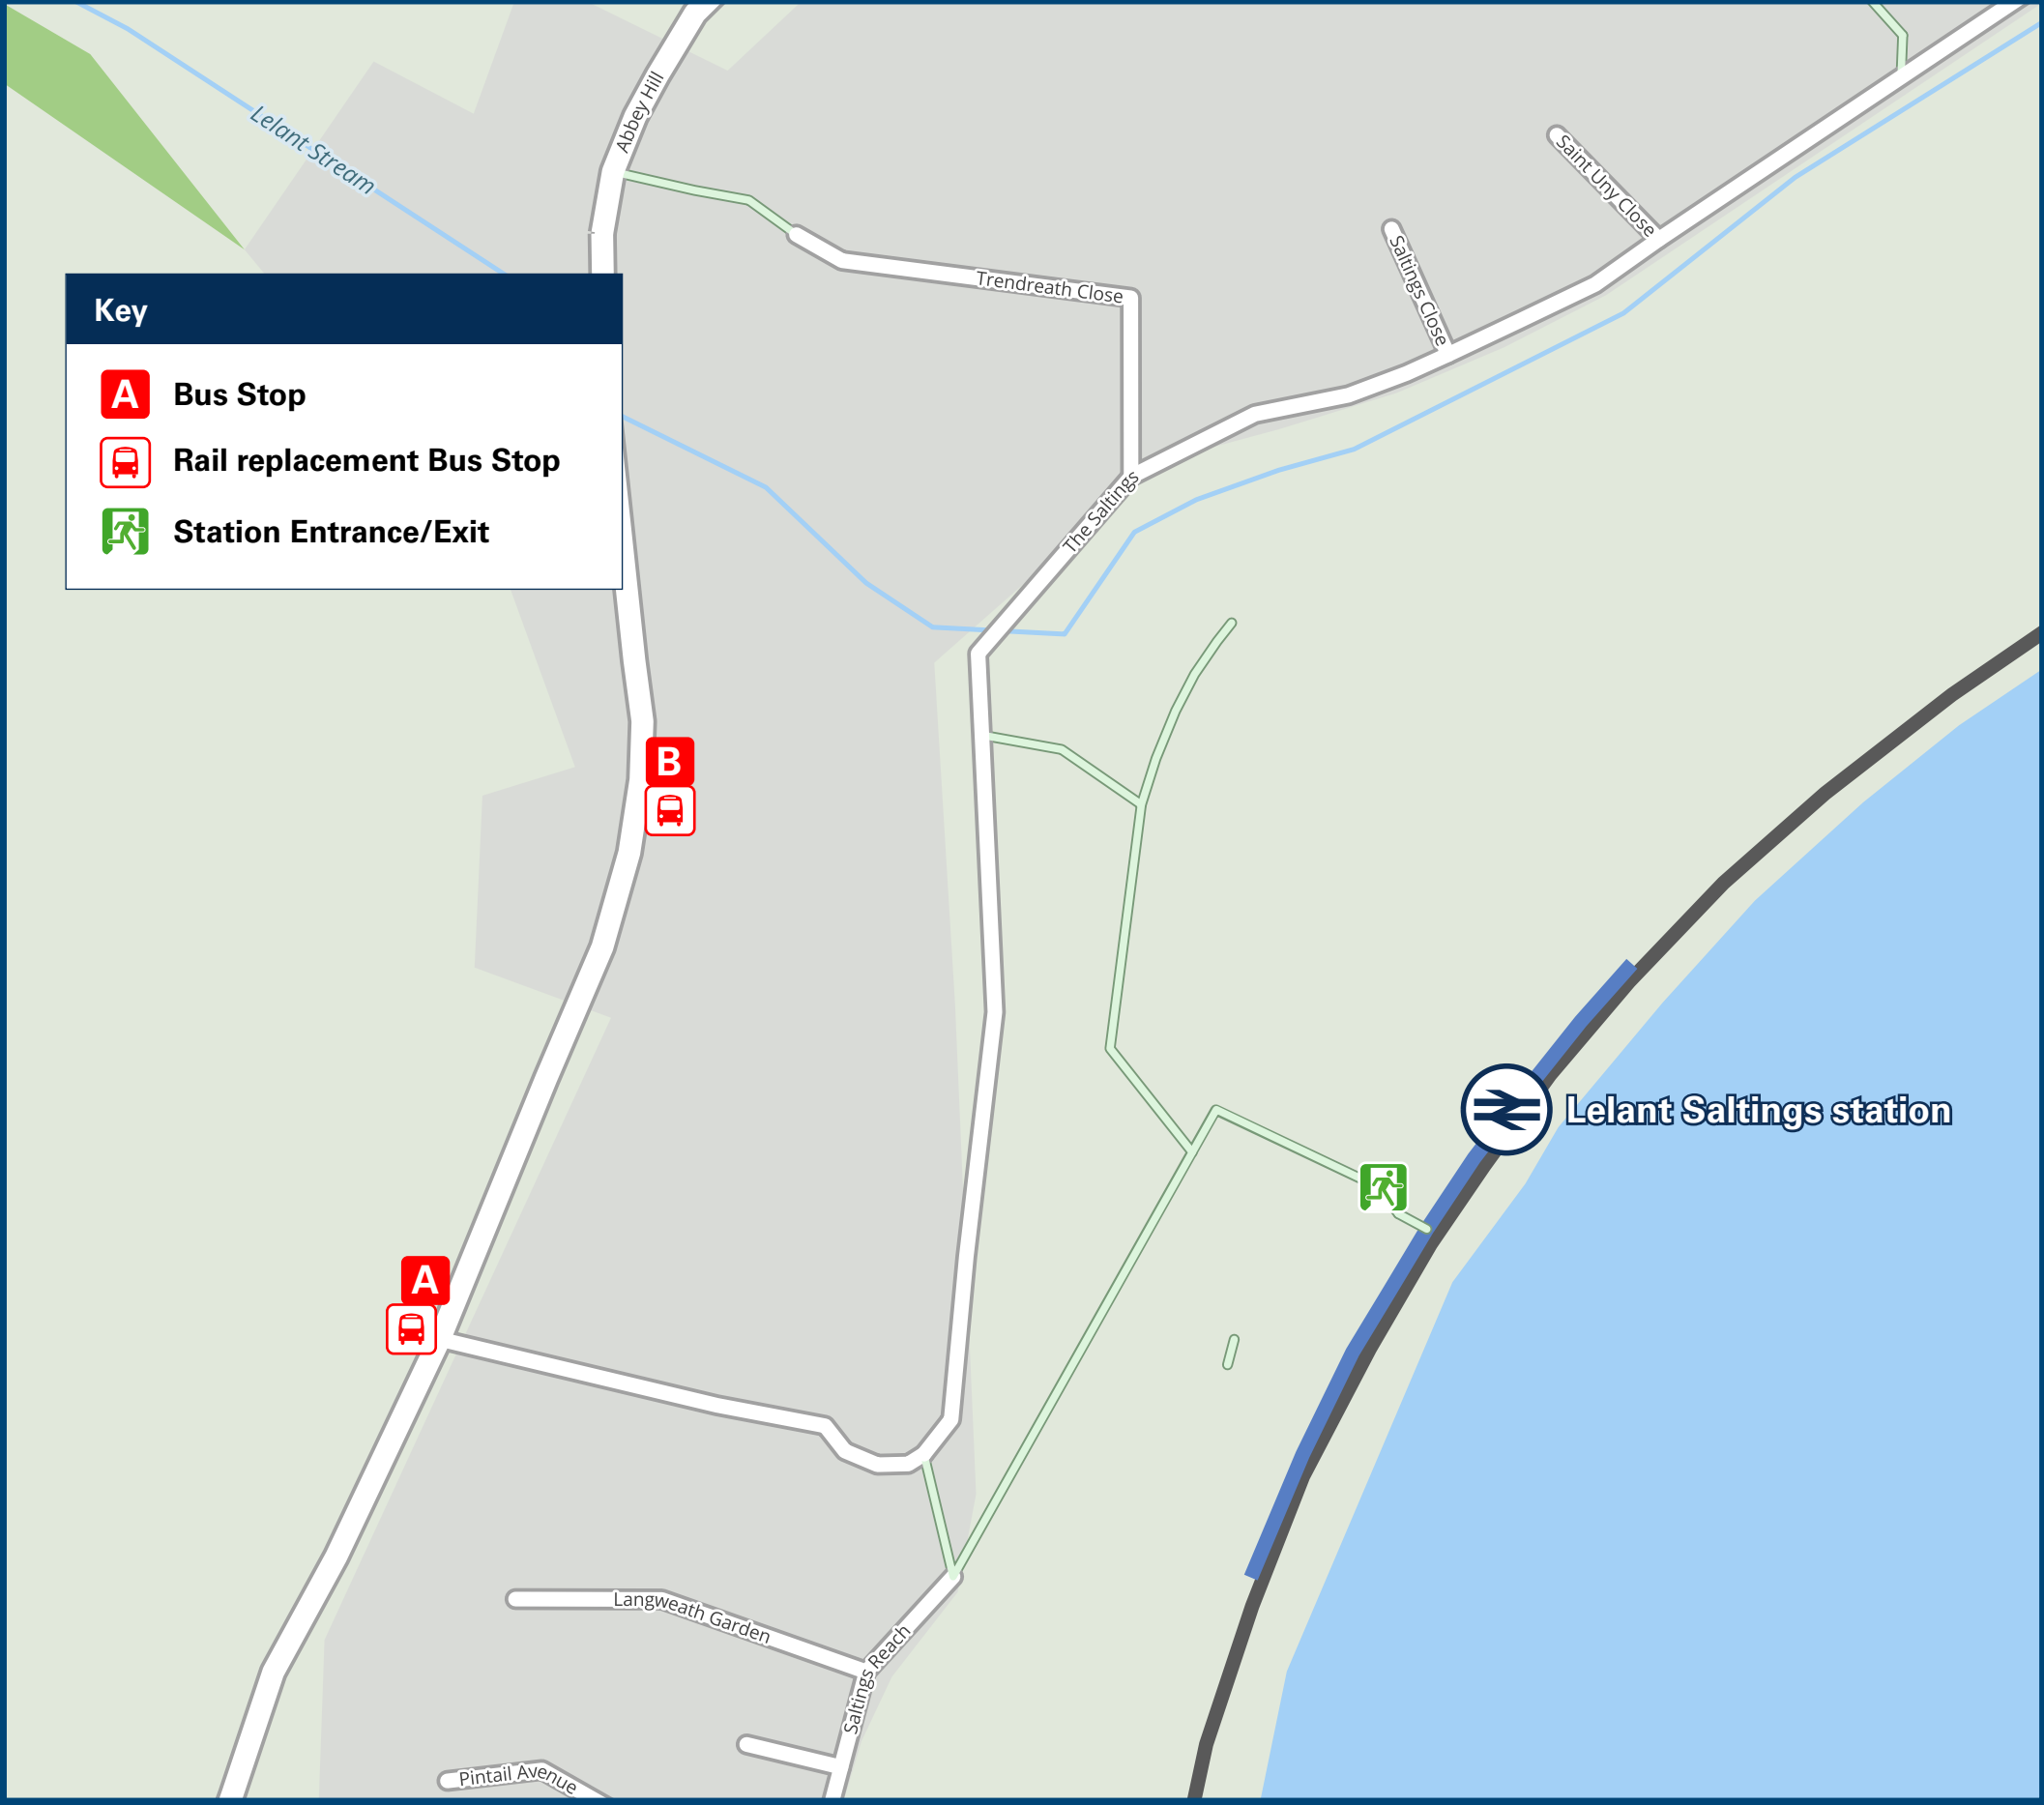 Abbey Hill
Lelant Stream
Saint Uny Close
Saltings Close
Trendreath Close
Key
A Bus Stop
Rail replacement Bus Stop
Station Entrance/Exit
The Saltings
B
Lelant Saltings station
A
Langweath Garden
Saltings Reach
Pintail Avenue